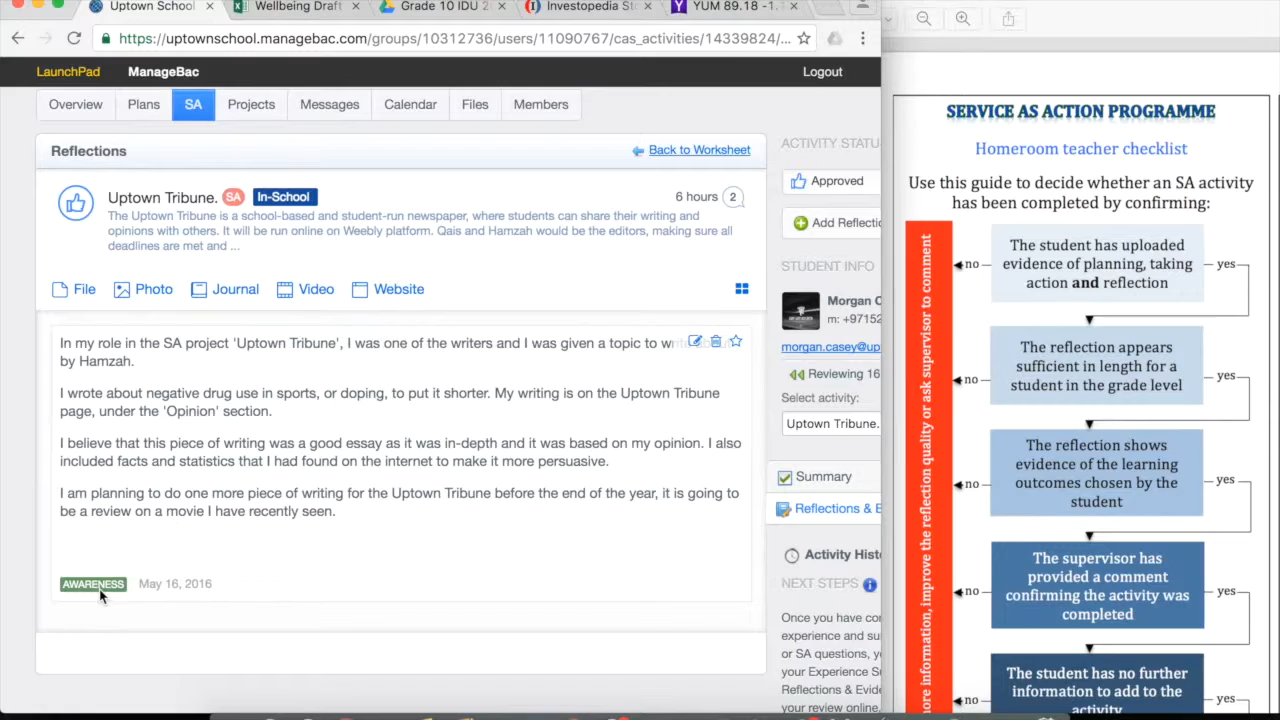 Uptown School
Wellbeing Draft
Grade 10 IDU 2
Investopedia St
YUM 89.18 -1.
https://uptownschool.managebac.com/groups/10312736/users/11090767/cas_activities/14339824/...
LaunchPad ManageBac Logout
Overview Plans SA Projects Messages Calendar Files Members
Reflections Back to Worksheet
Uptown Tribune. SA In-School 6 hours 2
The Uptown Tribune is a school-based and student-run newspaper, where students can share their writing and
opinions with others. It will be run online on Weebly platform. Qais and Hamzah would be the editors, making sure all
deadlines are met and ...
File Photo Journal Video Website
In my role in the SA project 'Uptown Tribune', I was one of the writers and I was given a topic to write about
by Hamzah.
I wrote about negative drug use in sports, or doping, to put it shorter. My writing is on the Uptown Tribune
page, under the 'Opinion' section.
I believe that this piece of writing was a good essay as it was in-depth and it was based on my opinion. I also
included facts and statistics that I had found on the internet to make it more persuasive.
I am planning to do one more piece of writing for the Uptown Tribune before the end of the year, it is going to
be a review on a movie I have recently seen.
AWARENESS May 16, 2016
ACTIVITY STATU
Approved
Add Reflectio
STUDENT INFO
Morgan C
m: +97152
morgan.casey@up
Reviewing 16
Select activity:
Uptown Tribune.
Summary
Reflections & E
Activity Histo
NEXT STEPS
Once you have con
experience and su
or SA questions, yo
your Experience Su
Reflections & Evide
your review online.
SERVICE AS ACTION PROGRAMME
Homeroom teacher checklist
Use this guide to decide whether an SA activity
has been completed by confirming:
ore information, improve the reflection quality or ask supervisor to comment
The student has uploaded
evidence of planning, taking
action and reflection
no yes
The reflection appears
sufficient in length for a
student in the grade level
no yes
The reflection shows
evidence of the learning
outcomes chosen by the
student
no yes
The supervisor has
provided a comment
confirming the activity was
completed
no yes
The student has no further
information to add to the
activity
no yes